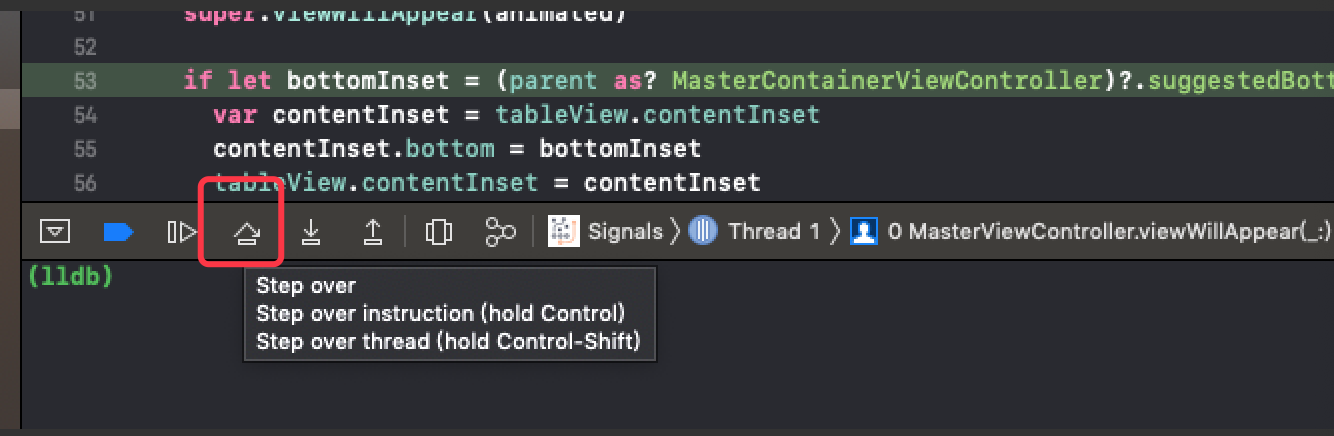 51 super.viewWillAppear(animated)
52
53 if let bottomInset = (parent as? MasterContainerViewController)?.suggestedBott
54 var contentInset = tableView.contentInset
55 contentInset.bottom = bottomInset
56 tableView.contentInset = contentInset
Signals 〉 Thread 1 〉 0 MasterViewController.viewWillAppear(_:)
(lldb)
Step over
Step over instruction (hold Control)
Step over thread (hold Control-Shift)